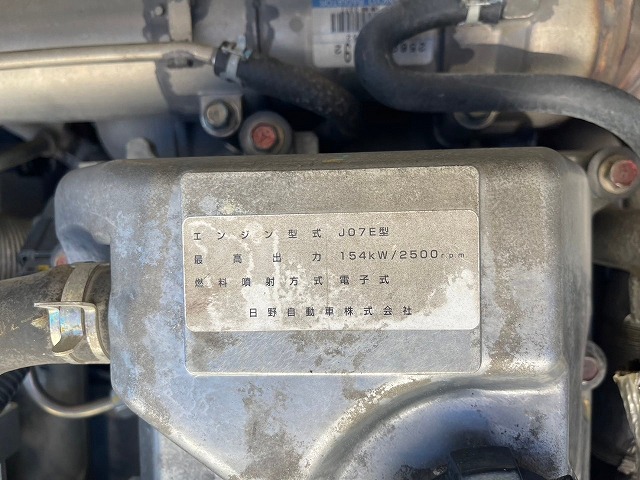 エンジン型式 J07E型
最高出力 154kW/2500rpm
燃料噴射方式 電子式
日野自動車株式会社